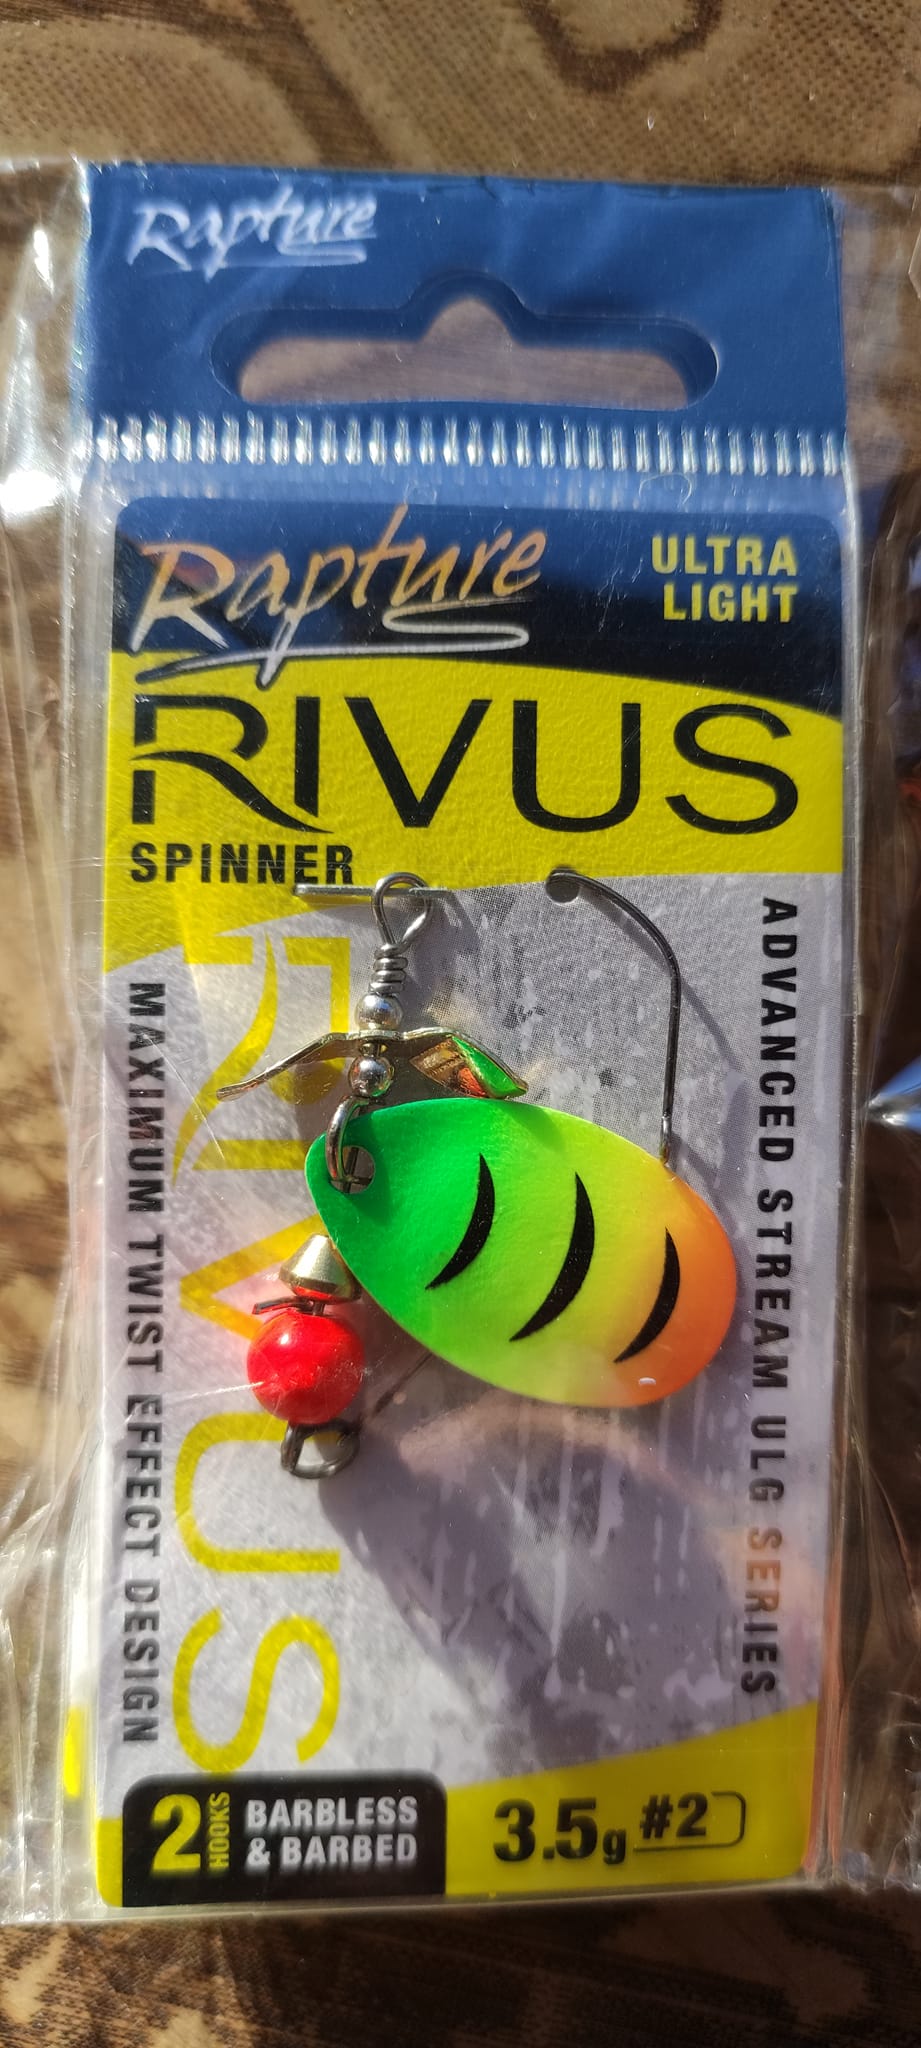 Rapture
Rapture
ULTRA
LIGHT
RIVUS
SPINNER
RIVUS
MAXIMUM TWIST EFFECT DESIGN
ADVANCED STREAM ULG SERIES
2 HOOKS
BARBLESS
& BARBED
3.5g #2